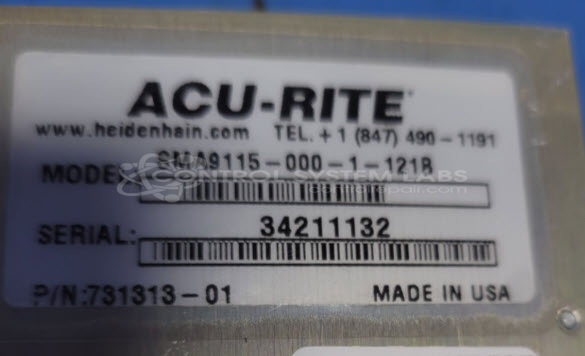 ACU-RITE
www.heidenhain.com TEL. + 1 (847) 490-1191
MODEL: SMA9115-000-1-1218
CONTROL SYSTEM LABS
SERIAL: 34211132
P/N:731313-01 MADE IN USA